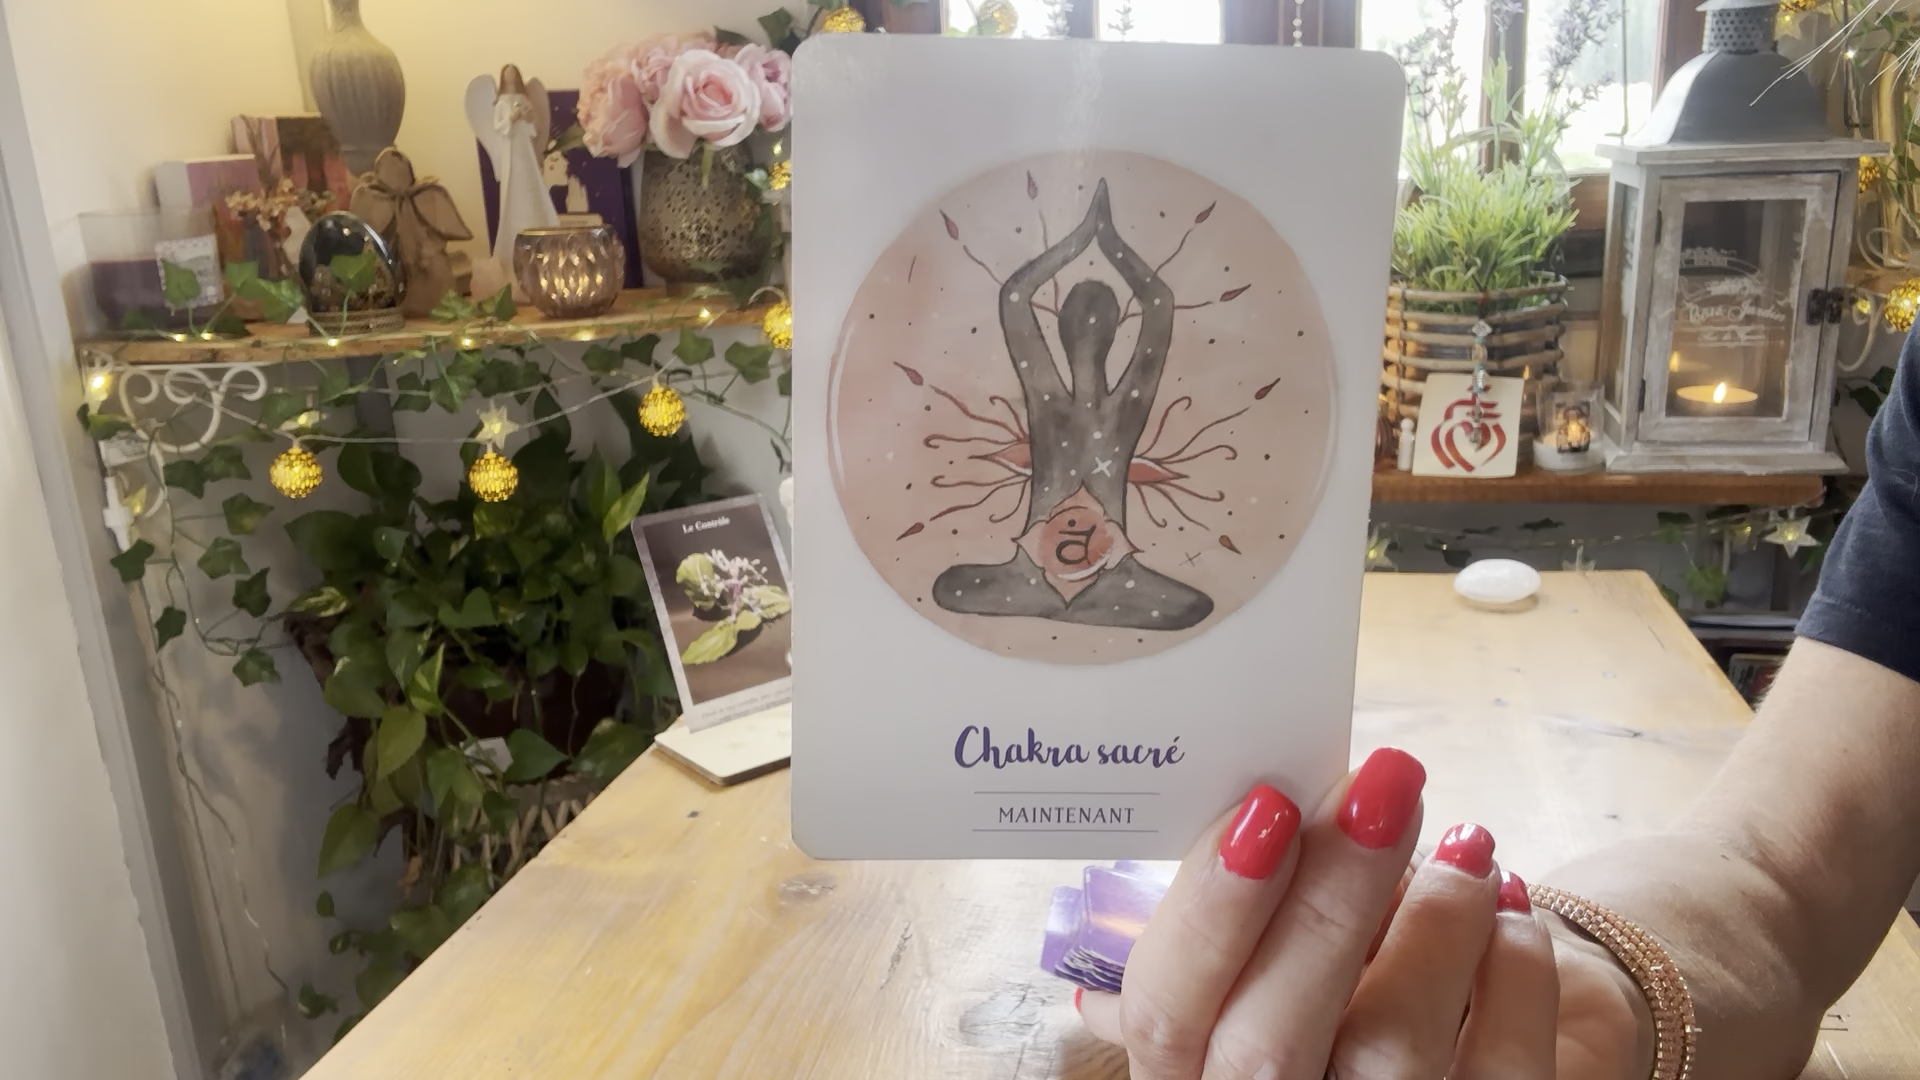 Le Contrôle
वं
Chakra sacré
MAINTENANT